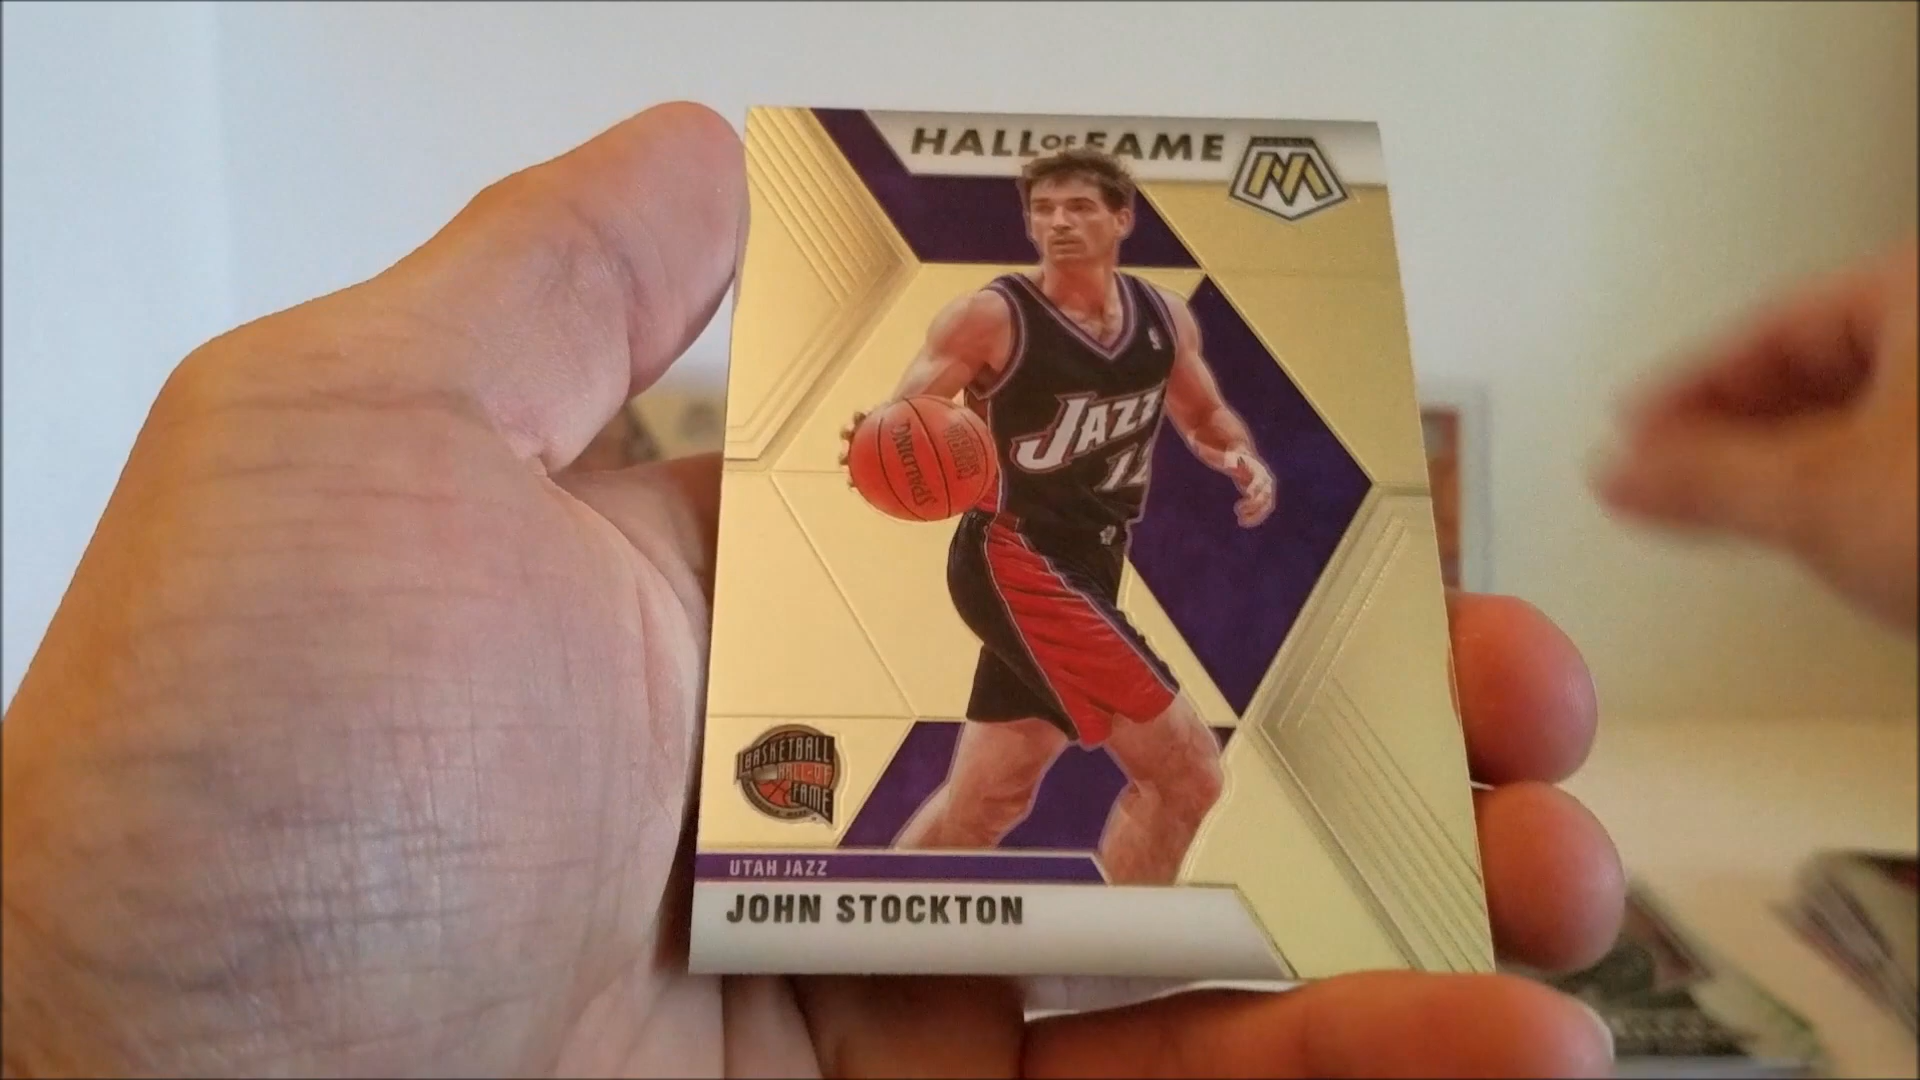 HALL OF FAME
JAZZ
12
SPALDING
BASKETBALL
HALL OF
FAME
UTAH JAZZ
JOHN STOCKTON